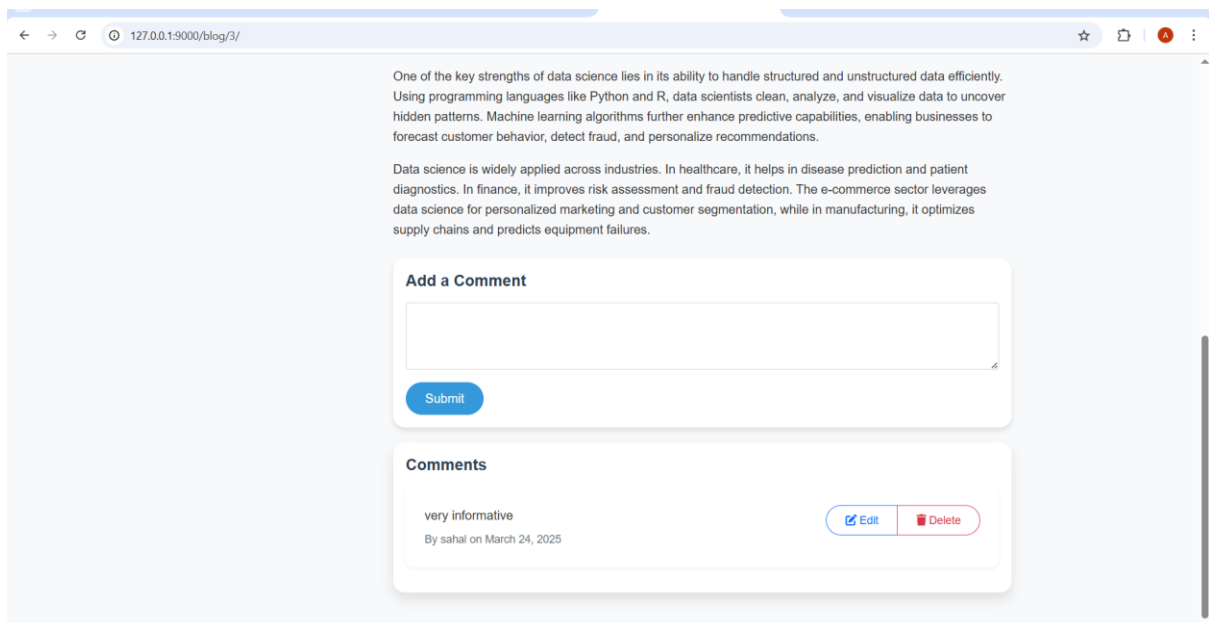 127.0.0.1:9000/blog/3/
A
One of the key strengths of data science lies in its ability to handle structured and unstructured data efficiently.
Using programming languages like Python and R, data scientists clean, analyze, and visualize data to uncover
hidden patterns. Machine learning algorithms further enhance predictive capabilities, enabling businesses to
forecast customer behavior, detect fraud, and personalize recommendations.
Data science is widely applied across industries. In healthcare, it helps in disease prediction and patient
diagnostics. In finance, it improves risk assessment and fraud detection. The e-commerce sector leverages
data science for personalized marketing and customer segmentation, while in manufacturing, it optimizes
supply chains and predicts equipment failures.
Add a Comment
Submit
Comments
very informative
Edit Delete
By sahal on March 24, 2025